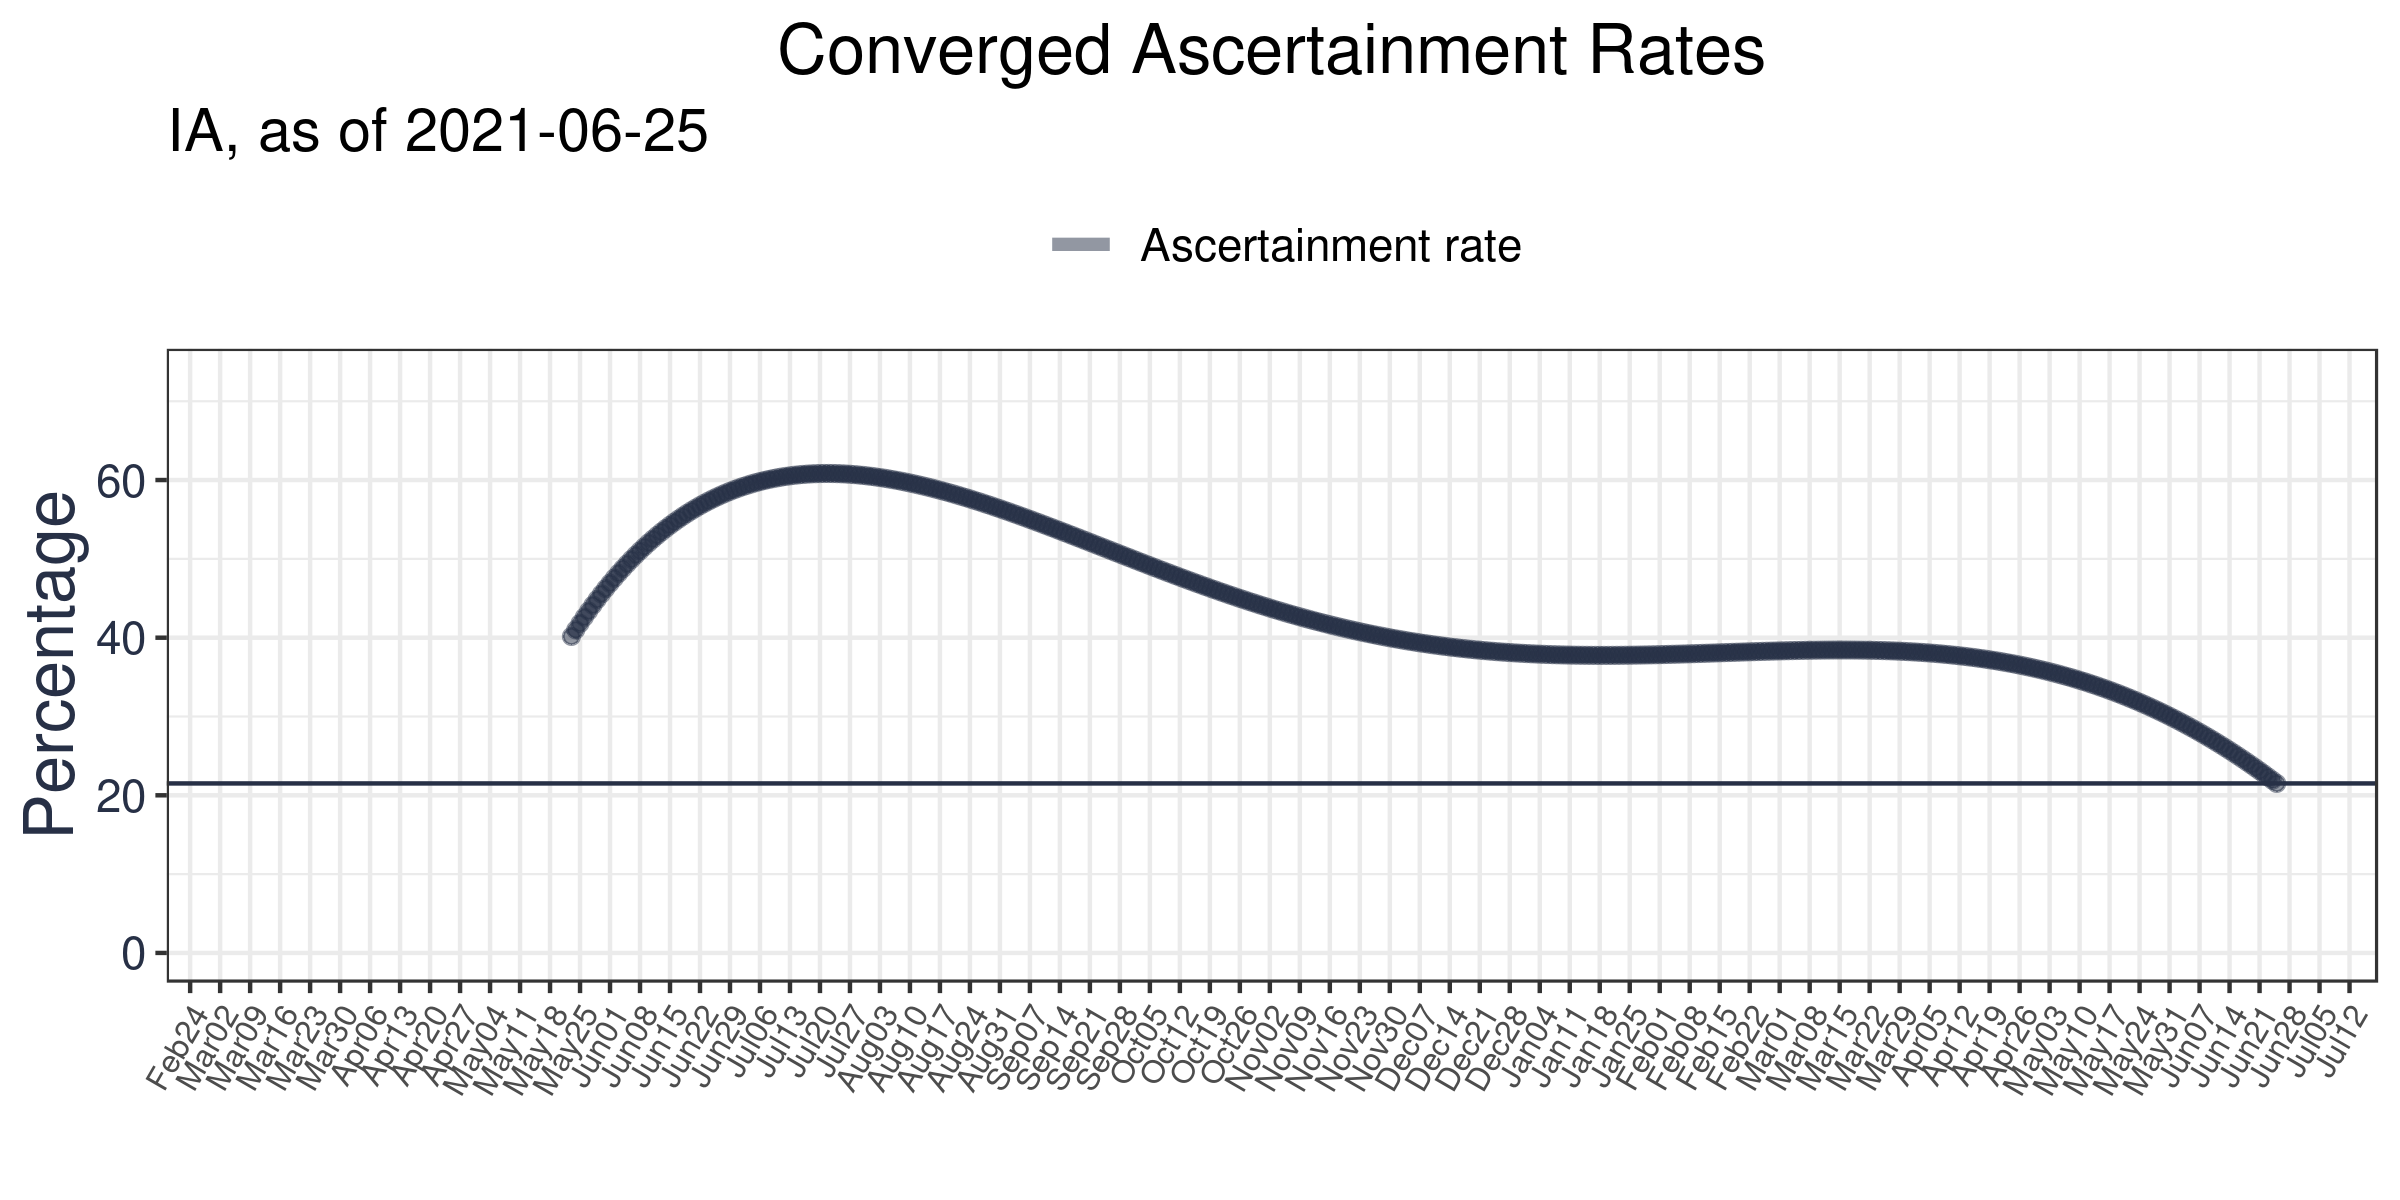 Converged Ascertainment Rates
IA, as of 2021-06-25
Ascertainment rate
Percentage
60
40
20
0
Feb24
Mar02
Mar09
Mar16
Mar23
Mar30
Apr06
Apr13
Apr20
Apr27
May04
May11
May18
May25
Jun01
Jun08
Jun15
Jun22
Jun29
Jul06
Jul13
Jul20
Jul27
Aug03
Aug10
Aug17
Aug24
Aug31
Sep07
Sep14
Sep21
Sep28
Oct05
Oct12
Oct19
Oct26
Nov02
Nov09
Nov16
Nov23
Nov30
Dec07
Dec14
Dec21
Dec28
Jan04
Jan11
Jan18
Jan25
Feb01
Feb08
Feb15
Feb22
Mar01
Mar08
Mar15
Mar22
Mar29
Apr05
Apr12
Apr19
Apr26
May03
May10
May17
May24
May31
Jun07
Jun14
Jun21
Jun28
Jul05
Jul12